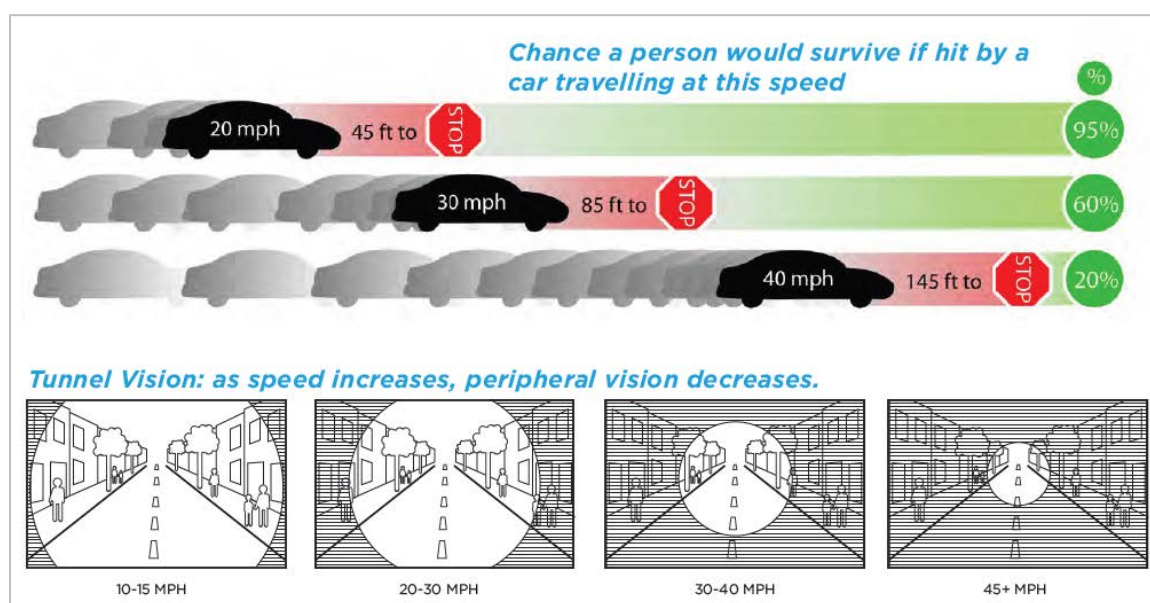 Chance a person would survive if hit by a
car travelling at this speed
%
20 mph 45 ft to STOP 95%
30 mph 85 ft to STOP 60%
40 mph 145 ft to STOP 20%
Tunnel Vision: as speed increases, peripheral vision decreases.
10-15 MPH 20-30 MPH 30-40 MPH 45+ MPH